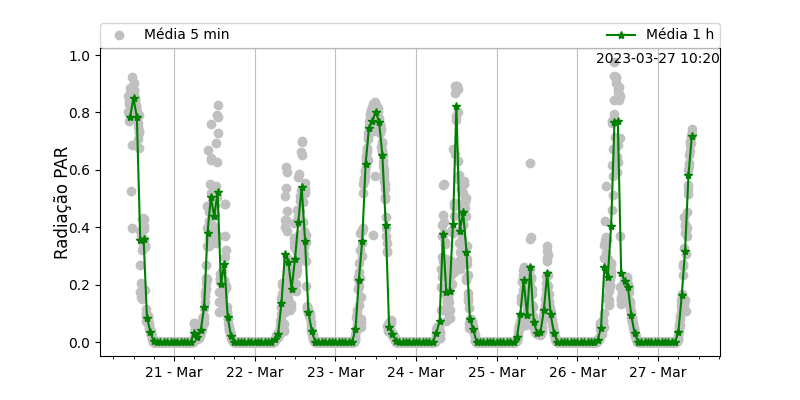 Média 5 min
Média 1 h
2023-03-27 10:20
Radiação PAR
1.0
0.8
0.6
0.4
0.2
0.0
21 - Mar
22 - Mar
23 - Mar
24 - Mar
25 - Mar
26 - Mar
27 - Mar